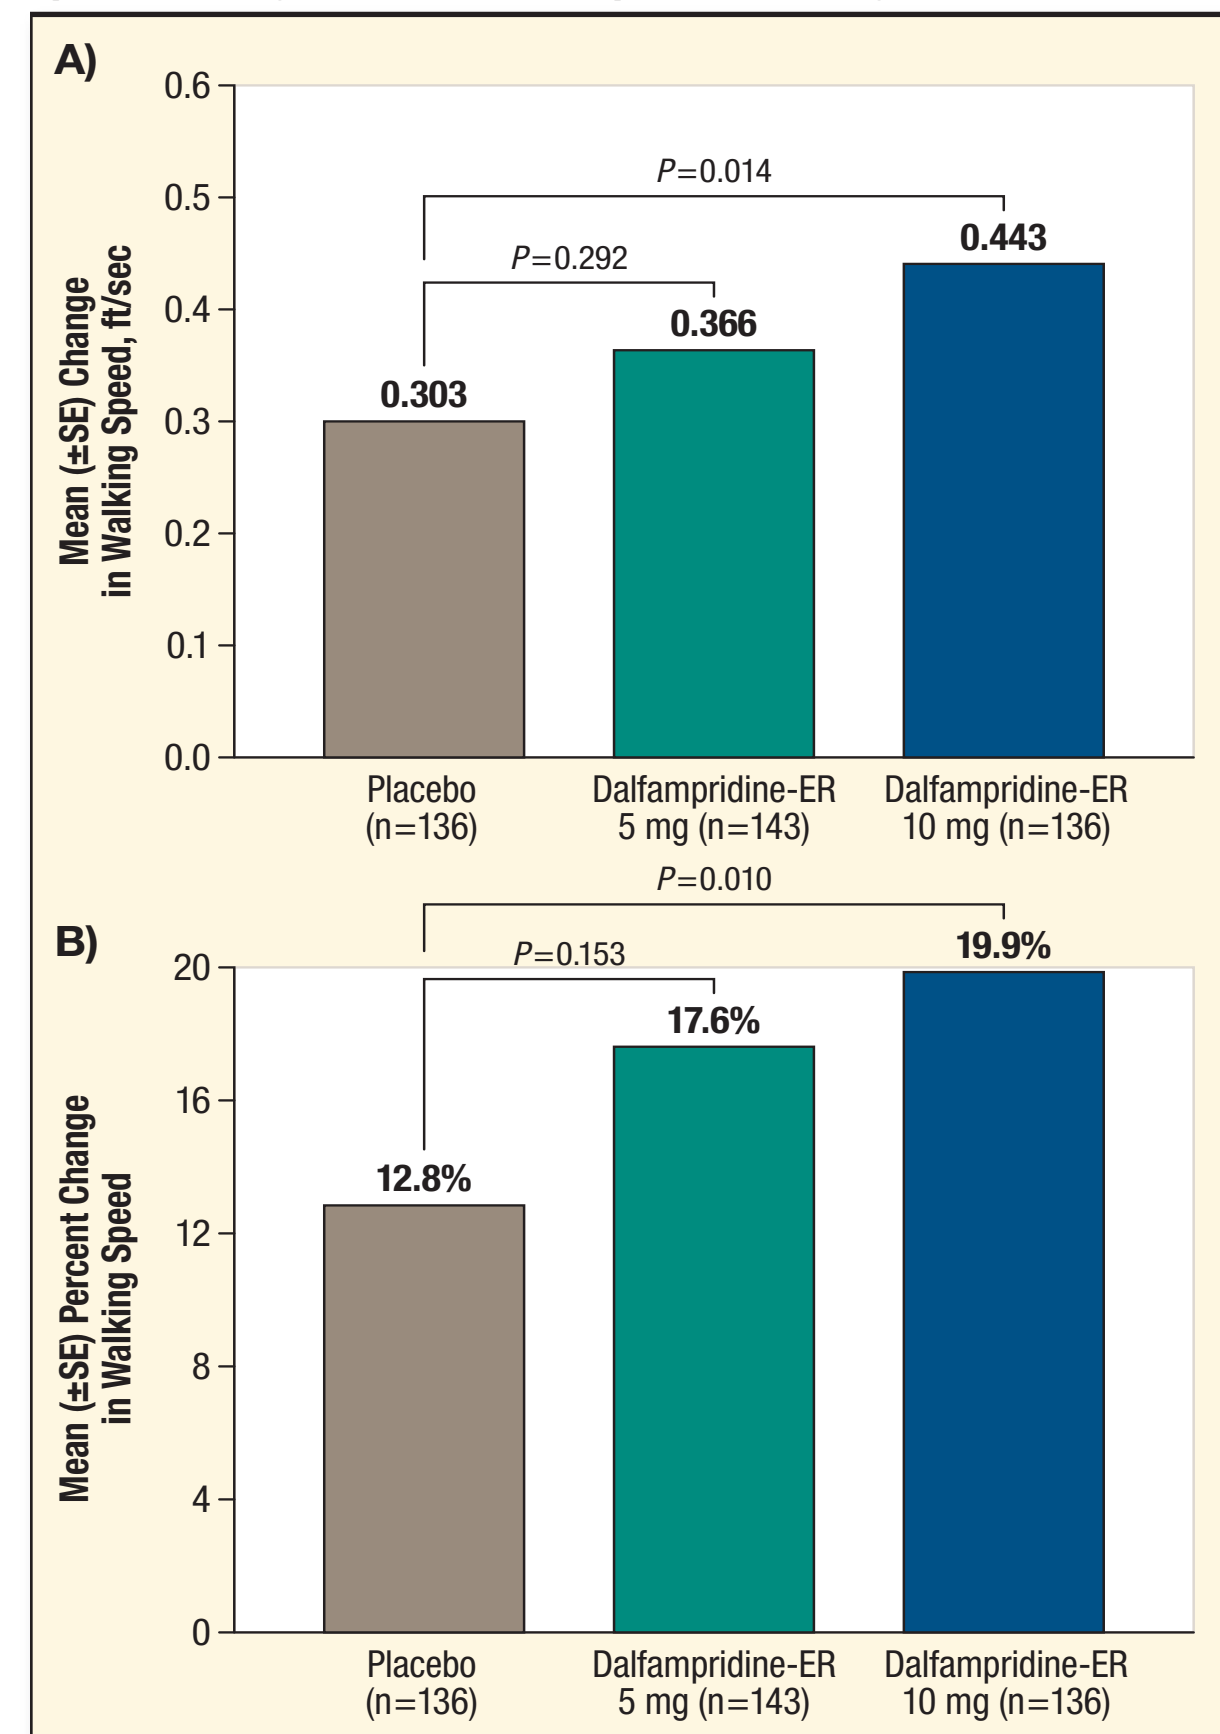 A)
0.6
0.5
0.4
0.3
0.2
0.1
0.0
Mean (±SE) Change
in Walking Speed, ft/sec
P=0.014
P=0.292
0.303
0.366
0.443
Placebo
(n=136)
Dalfampridine-ER
5 mg (n=143)
Dalfampridine-ER
10 mg (n=136)
B)
20
16
12
8
4
0
Mean (±SE) Percent Change
in Walking Speed
P=0.010
P=0.153
12.8%
17.6%
19.9%
Placebo
(n=136)
Dalfampridine-ER
5 mg (n=143)
Dalfampridine-ER
10 mg (n=136)